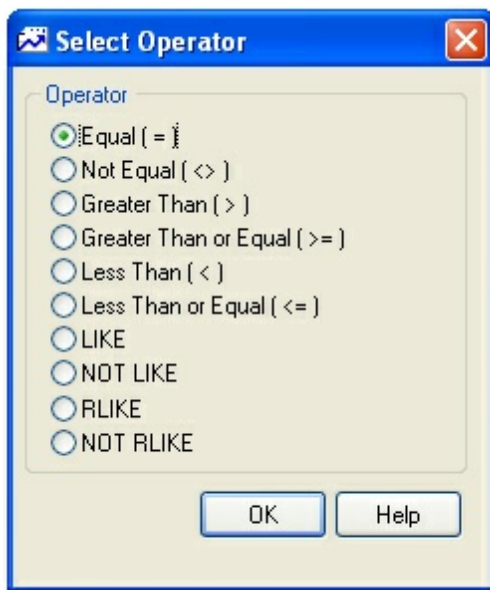 Select Operator
Operator
Equal ( = )
Not Equal ( <> )
Greater Than ( > )
Greater Than or Equal ( >= )
Less Than ( < )
Less Than or Equal ( <= )
LIKE
NOT LIKE
RLIKE
NOT RLIKE
OK Help